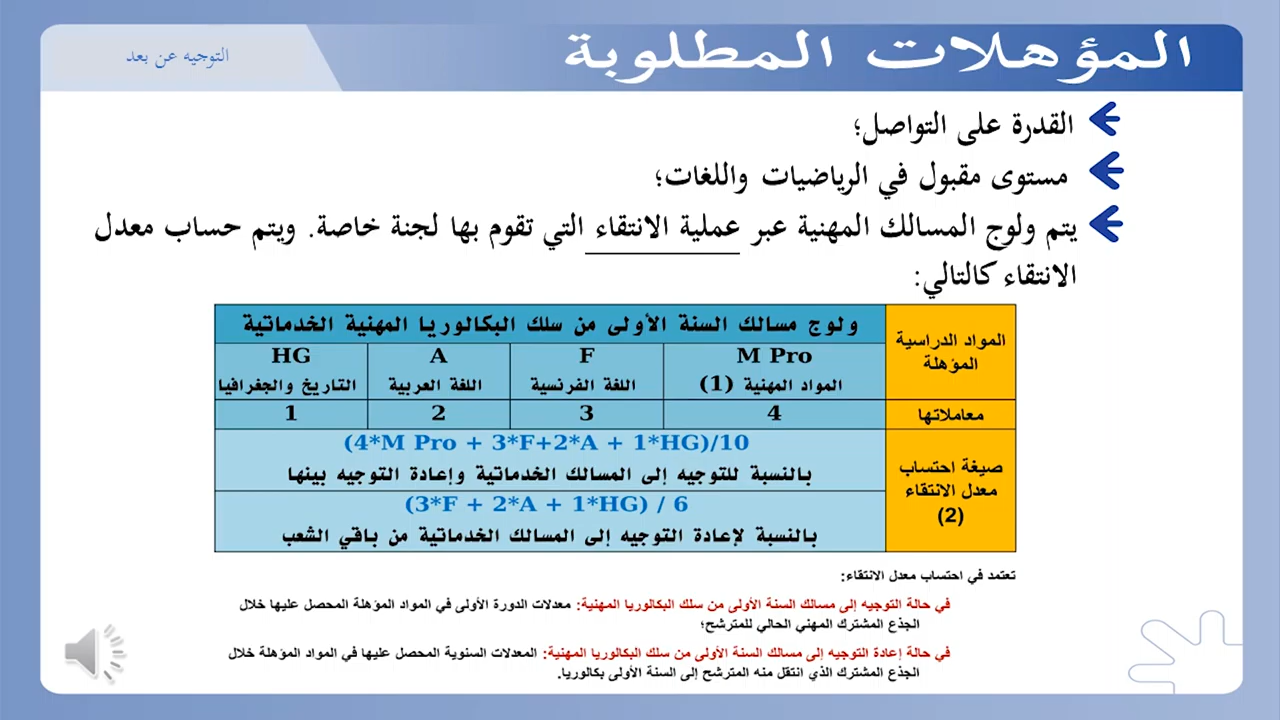 المؤهلات المطلوبة
التوجيه عن بعد
القدرة على التواصل؛
مستوى مقبول في الرياضيات واللغات؛
يتم ولوج المسالك المهنية عبر عملية الانتقاء التي تقوم بها لجنة خاصة. ويتم حساب معدل
الانتقاء كالتالي:
المواد الدراسية
المؤهلة
ولوج مسالك السنة الأولى من سلك البكالوريا المهنية الخدماتية
M Pro F A HG
المواد المهنية (1) اللغة الفرنسية اللغة العربية التاريخ والجغرافيا
معاملاتها 4 3 2 1
صيغة احتساب
معدل الانتقاء
(2)
(4*M Pro + 3*F+2*A + 1*HG)/10
بالنسبة للتوجيه إلى المسالك الخدماتية وإعادة التوجيه بينها
(3*F + 2*A + 1*HG) / 6
بالنسبة لإعادة التوجيه إلى المسالك الخدماتية من باقي الشعب
تعتمد في احتساب معدل الانتقاء:
في حالة التوجيه إلى مسالك السنة الأولى من سلك البكالوريا المهنية: معدلات الدورة الأولى في المواد المؤهلة المحصل عليها خلال
الجذع المشترك المهني الحالي للمترشح؛
في حالة إعادة التوجيه إلى مسالك السنة الأولى من سلك البكالوريا المهنية: المعدلات السنوية المحصل عليها في المواد المؤهلة خلال
الجذع المشترك الذي انتقل منه المترشح إلى السنة الأولى بكالوريا.